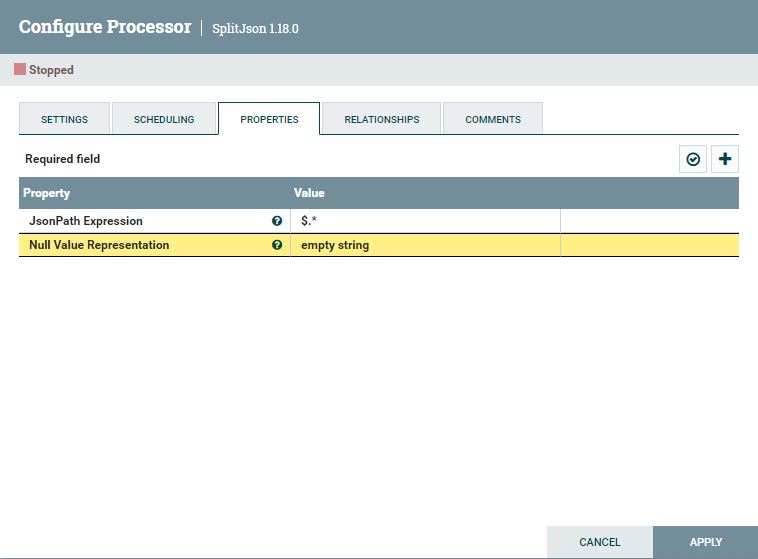 Configure Processor | SplitJson 1.18.0
Stopped
SETTINGS SCHEDULING PROPERTIES RELATIONSHIPS COMMENTS
Required field
Property Value
JsonPath Expression $.*
Null Value Representation empty string
CANCEL APPLY